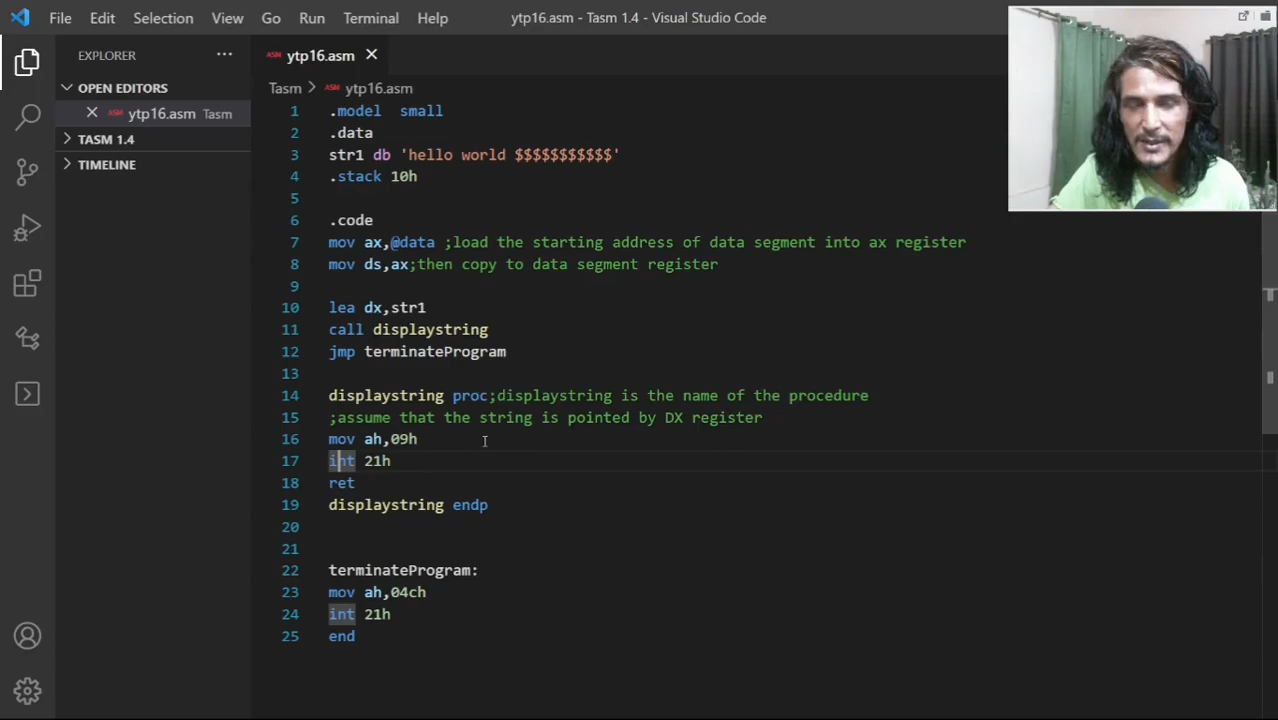 File Edit Selection View Go Run Terminal Help ytp16.asm - Tasm 1.4 - Visual Studio Code
EXPLORER ···
OPEN EDITORS
ASM ytp16.asm Tasm
TASM 1.4
TIMELINE
ASM ytp16.asm
Tasm > ASM ytp16.asm
1 .model  small
2 .data
3 str1 db 'hello world $$$$$$$$$$$'
4 .stack 10h
5
6 .code
7 mov ax,@data ;load the starting address of data segment into ax register
8 mov ds,ax;then copy to data segment register
9
10 lea dx,str1
11 call displaystring
12 jmp terminateProgram
13
14 displaystring proc;displaystring is the name of the procedure
15 ;assume that the string is pointed by DX register
16 mov ah,09h
17 int 21h
18 ret
19 displaystring endp
20
21
22 terminateProgram:
23 mov ah,04ch
24 int 21h
25 end